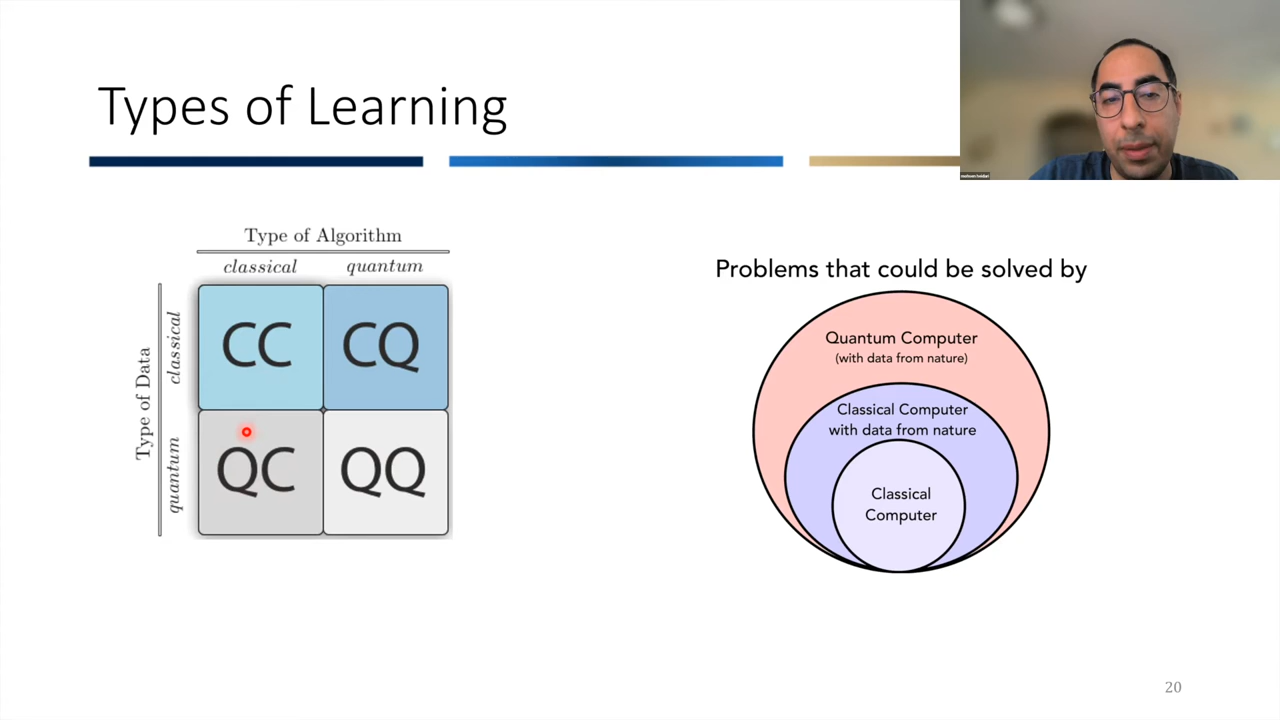 Types of Learning
Type of Algorithm
classical quantum
Type of Data
classical
quantum
CC CQ
QC QQ
Problems that could be solved by
Quantum Computer
(with data from nature)
Classical Computer
with data from nature
Classical
Computer
20